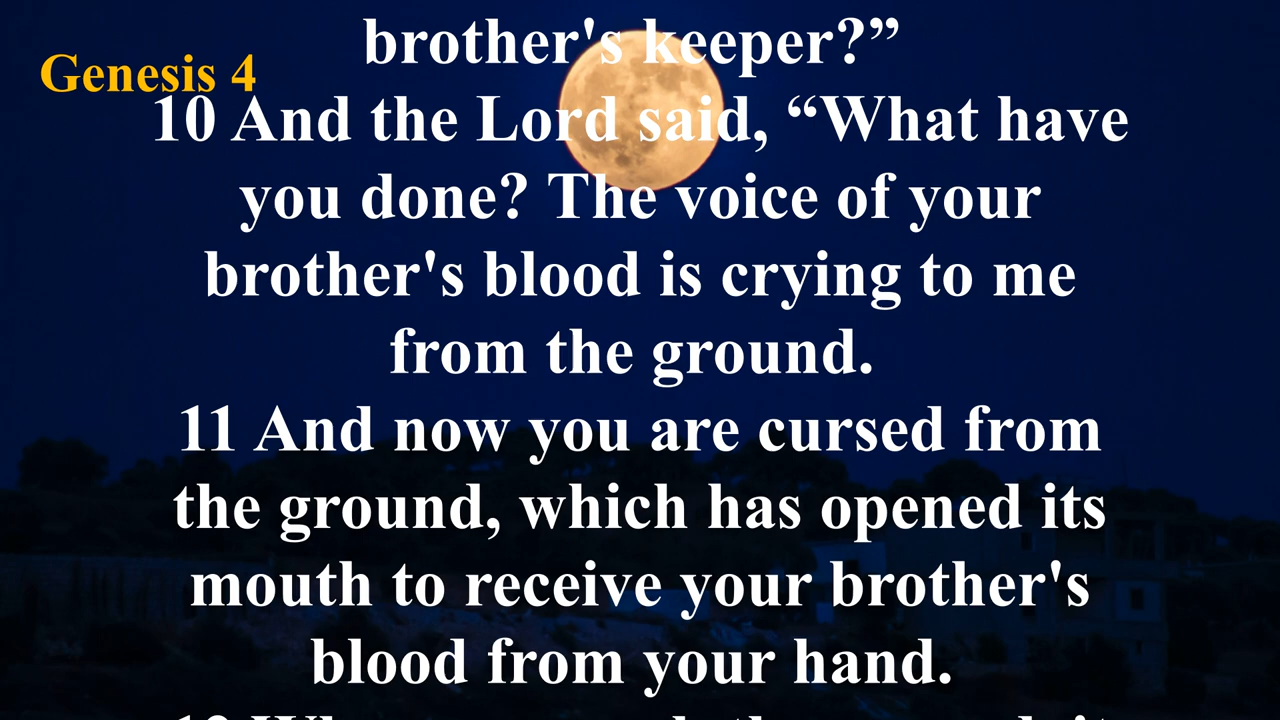 brother's keeper?”
Genesis 4
10 And the Lord said, “What have
you done? The voice of your
brother's blood is crying to me
from the ground.
11 And now you are cursed from
the ground, which has opened its
mouth to receive your brother's
blood from your hand.